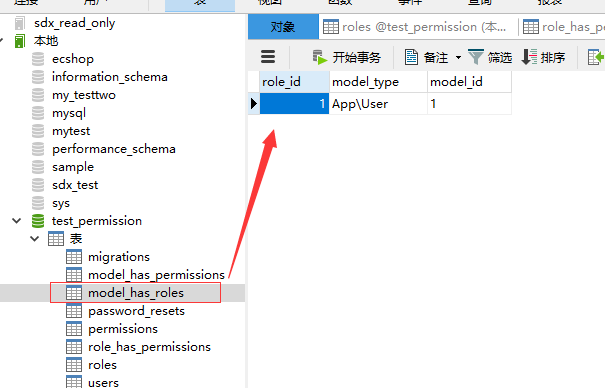 sdx_read_only
本地
ecshop
information_schema
my_testtwo
mysql
mytest
performance_schema
sample
sdx_test
sys
test_permission
表
migrations
model_has_permissions
model_has_roles
password_resets
permissions
role_has_permissions
roles
users
对象
roles @test_permission (本...
role_has_p
开始事务
备注
筛选
排序
role_id model_type model_id
1 App\User 1